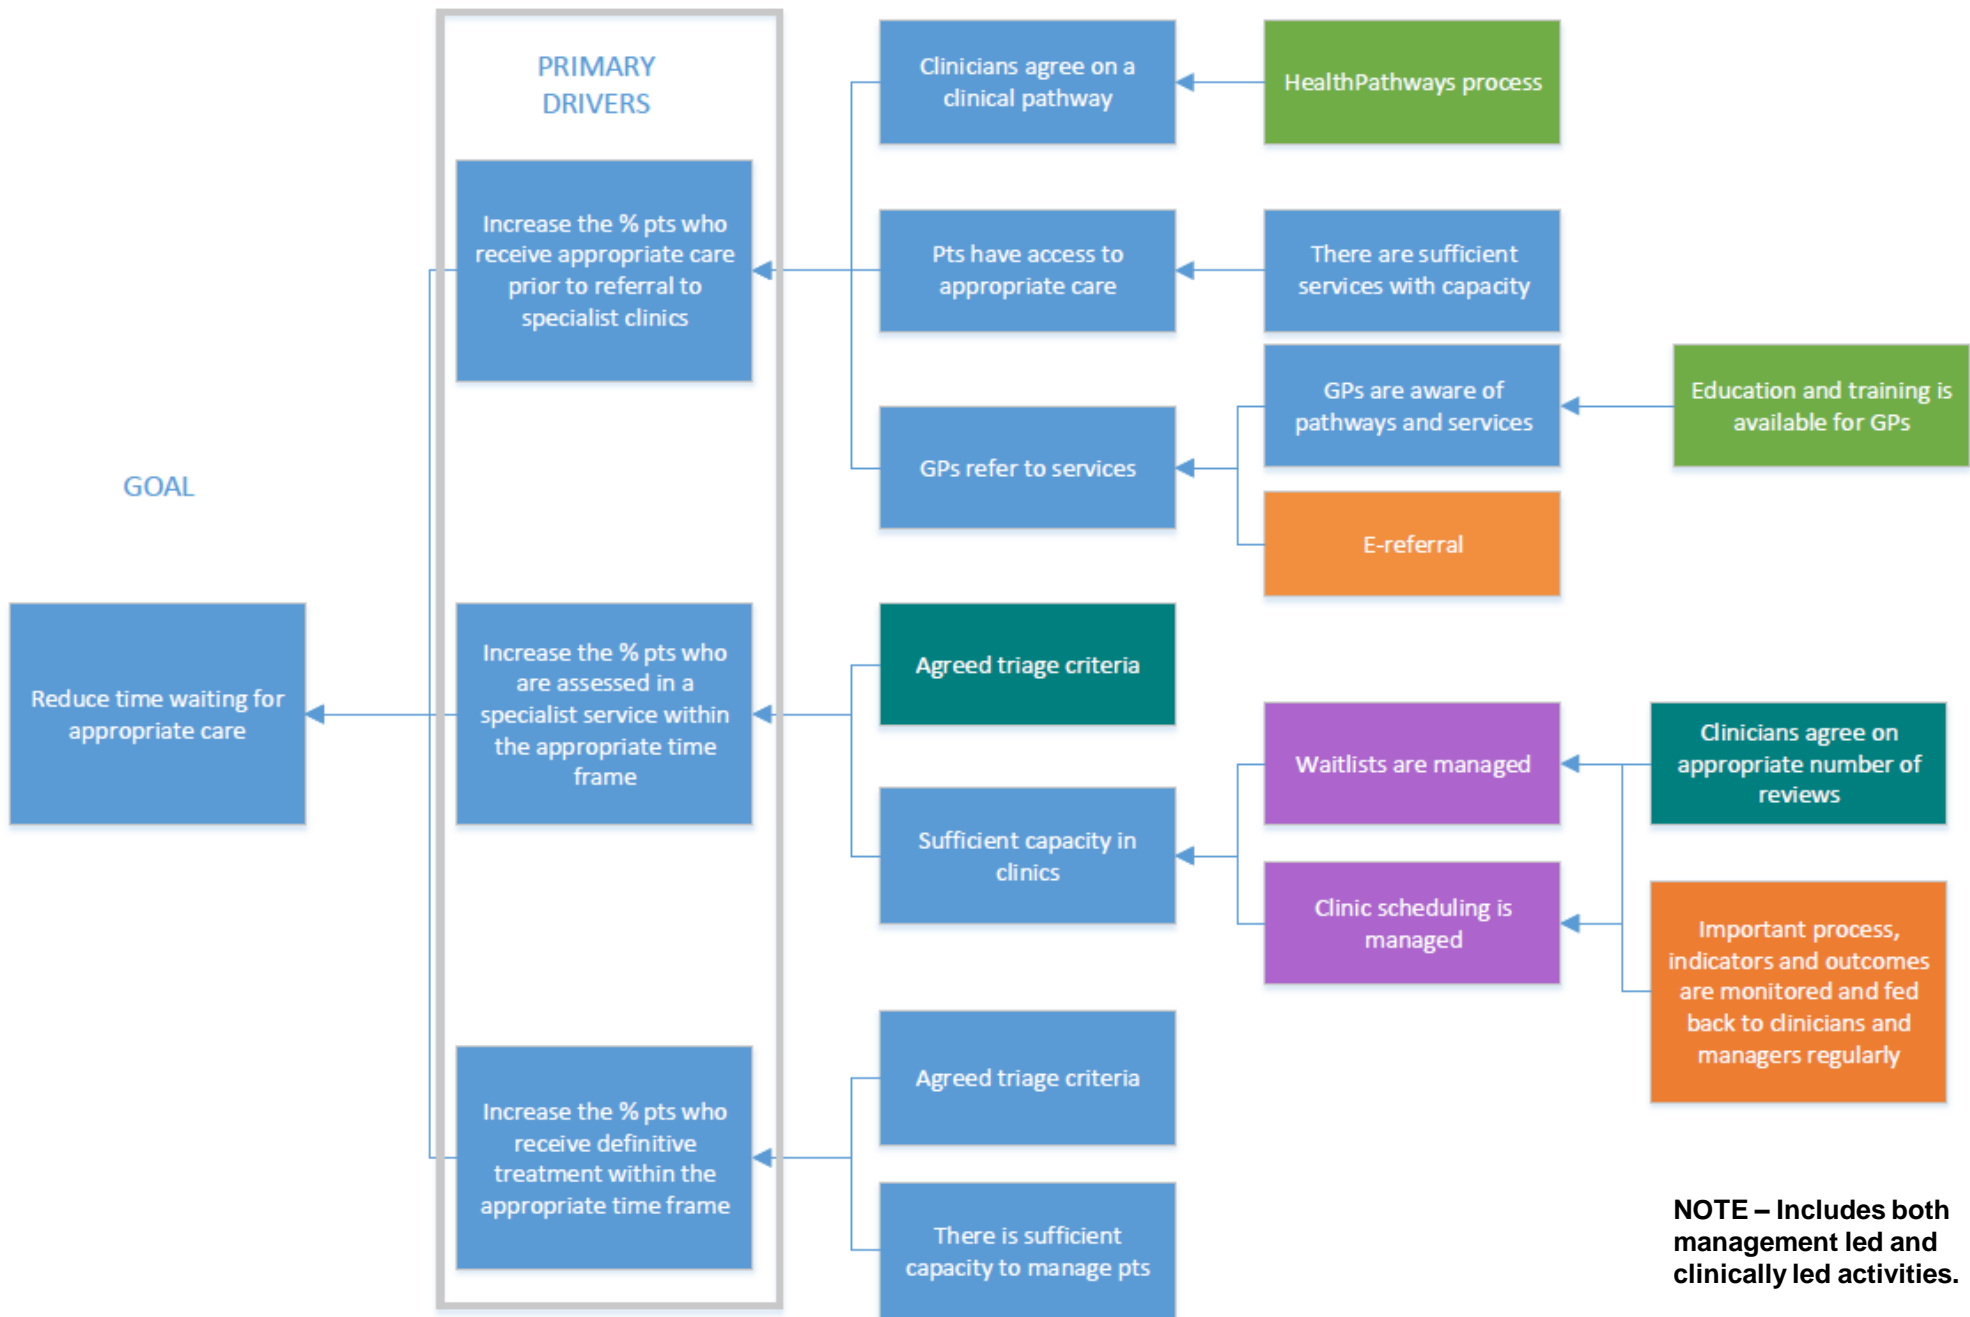 GOAL
Reduce time waiting for
appropriate care
PRIMARY
DRIVERS
Increase the % pts who
receive appropriate care
prior to referral to
specialist clinics
Increase the % pts who
are assessed in a
specialist service within
the appropriate time
frame
Increase the % pts who
receive definitive
treatment within the
appropriate time frame
Clinicians agree on a
clinical pathway
Pts have access to
appropriate care
GPs refer to services
Agreed triage criteria
Sufficient capacity in
clinics
Agreed triage criteria
There is sufficient
capacity to manage pts
HealthPathways process
There are sufficient
services with capacity
GPs are aware of
pathways and services
E-referral
Waitlists are managed
Clinic scheduling is
managed
Education and training is
available for GPs
Clinicians agree on
appropriate number of
reviews
Important process,
indicators and outcomes
are monitored and fed
back to clinicians and
managers regularly
NOTE – Includes both
management led and
clinically led activities.